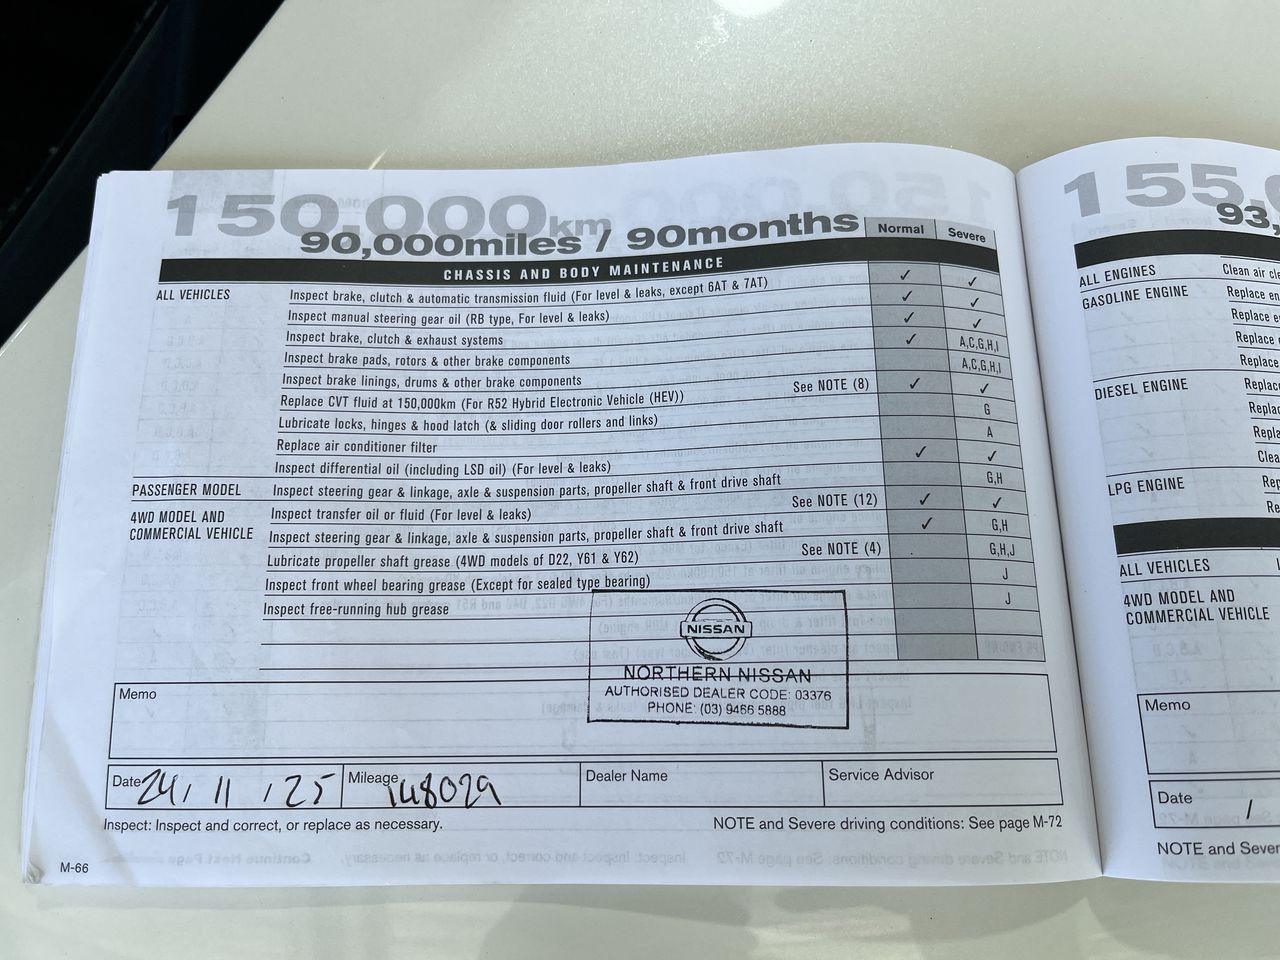 150,000km
90,000miles / 90months
Normal
Severe
CHASSIS AND BODY MAINTENANCE
ALL VEHICLES
Inspect brake, clutch & automatic transmission fluid (For level & leaks, except 6AT & 7AT) ✓ ✓
Inspect manual steering gear oil (RB type, For level & leaks) ✓ ✓
Inspect brake, clutch & exhaust systems ✓ ✓
Inspect brake pads, rotors & other brake components ✓ A,C,G,H,I
Inspect brake linings, drums & other brake components A,C,G,H,I
Replace CVT fluid at 150,000km (For R52 Hybrid Electronic Vehicle (HEV)) See NOTE (8) ✓ ✓
Lubricate locks, hinges & hood latch (& sliding door rollers and links) G
Replace air conditioner filter A
Inspect differential oil (including LSD oil) (For level & leaks) ✓ ✓
PASSENGER MODEL
Inspect steering gear & linkage, axle & suspension parts, propeller shaft & front drive shaft G,H
4WD MODEL AND
COMMERCIAL VEHICLE
Inspect transfer oil or fluid (For level & leaks) See NOTE (12) ✓ ✓
Inspect steering gear & linkage, axle & suspension parts, propeller shaft & front drive shaft ✓ G,H
Lubricate propeller shaft grease (4WD models of D22, Y61 & Y62) See NOTE (4) G,H,J
Inspect front wheel bearing grease (Except for sealed type bearing) J
Inspect free-running hub grease J
NISSAN
NORTHERN NISSAN
AUTHORISED DEALER CODE: 03376
PHONE: (03) 9466 5888
Memo
Date 24, 11, 25
Mileage 148029
Dealer Name
Service Advisor
Inspect: Inspect and correct, or replace as necessary.
NOTE and Severe driving conditions: See page M-72
M-66
155,
93,
ALL ENGINES
Clean air
GASOLINE ENGINE
Replace
Replace
Replace
Replace
DIESEL ENGINE
LPG ENGINE
ALL VEHICLES
4WD MODEL AND
COMMERCIAL VEHICLE
Memo
Date /
NOTE and